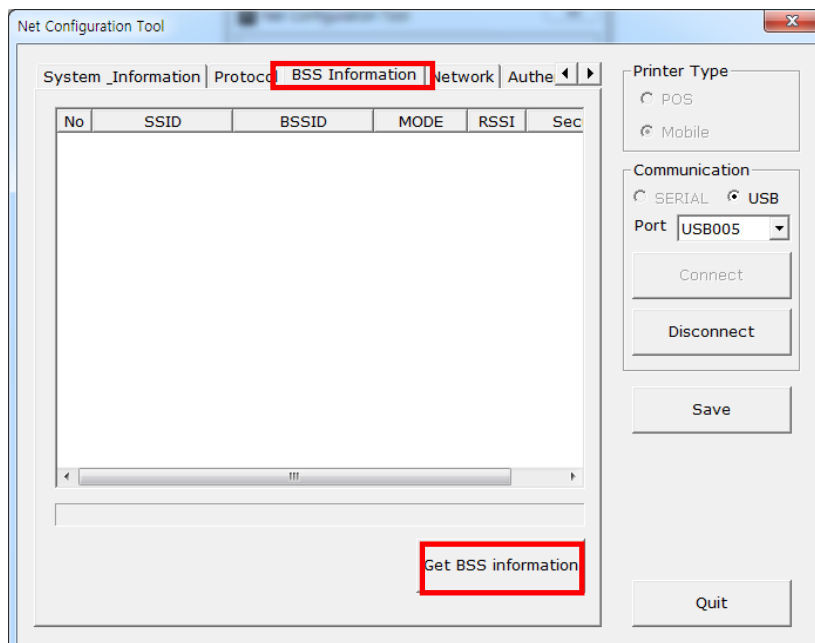 Net Configuration Tool
System _Information Protocol BSS Information Network Authe
No SSID BSSID MODE RSSI Sec
Get BSS information
Printer Type
POS
Mobile
Communication
SERIAL USB
Port USB005
Connect
Disconnect
Save
Quit